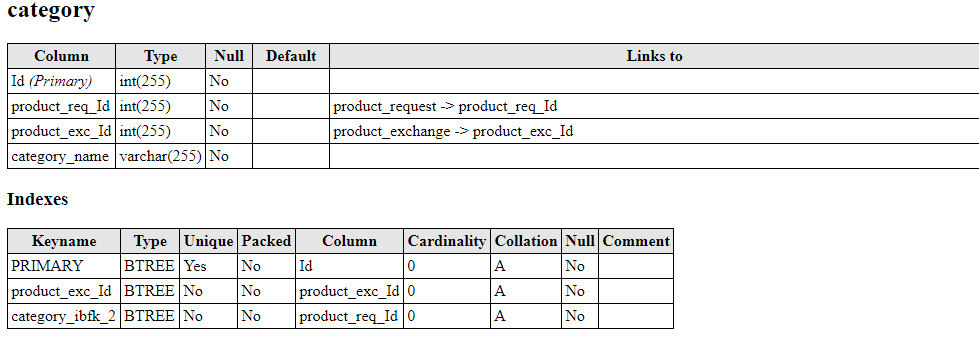 category
Column Type Null Default Links to
Id (Primary) int(255) No
product_req_Id int(255) No product_request -> product_req_Id
product_exc_Id int(255) No product_exchange -> product_exc_Id
category_name varchar(255) No
Indexes
Keyname Type Unique Packed Column Cardinality Collation Null Comment
PRIMARY BTREE Yes No Id 0 A No
product_exc_Id BTREE No No product_exc_Id 0 A No
category_ibfk_2 BTREE No No product_req_Id 0 A No